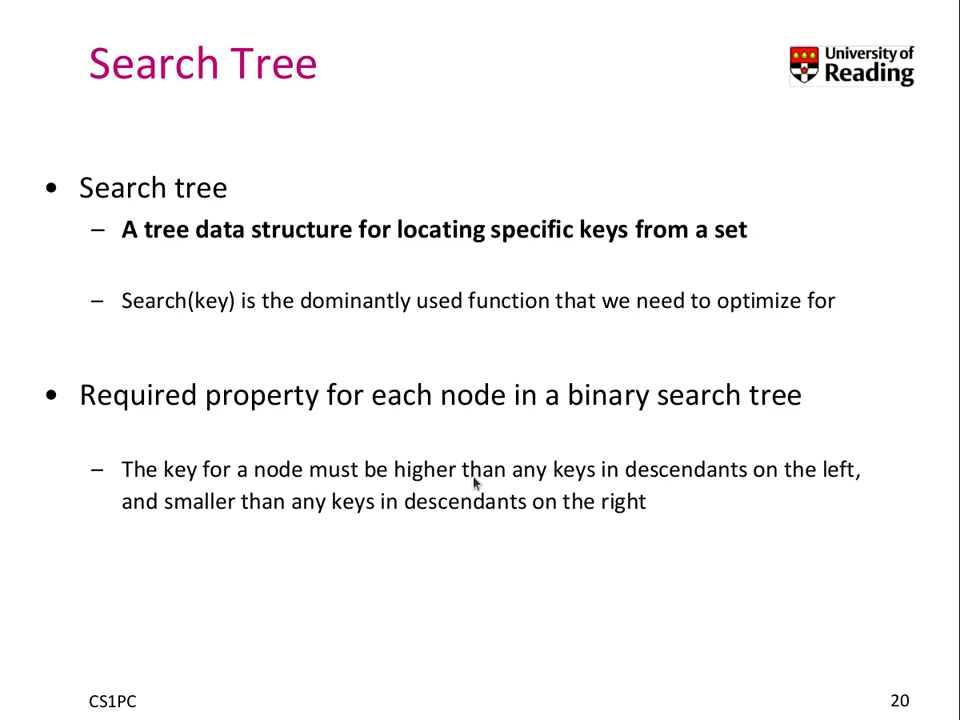 Search Tree
University of
Reading
• Search tree
– A tree data structure for locating specific keys from a set
– Search(key) is the dominantly used function that we need to optimize for
• Required property for each node in a binary search tree
– The key for a node must be higher than any keys in descendants on the left,
and smaller than any keys in descendants on the right
CS1PC
20